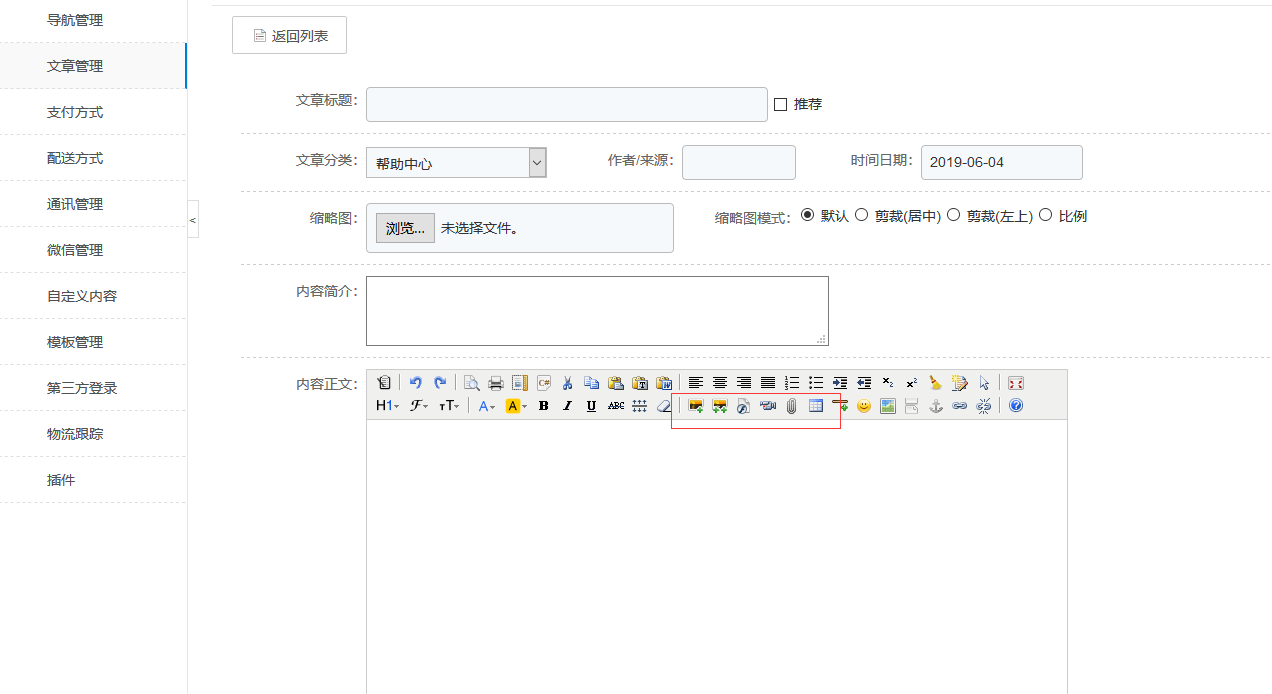 导航管理
文章管理
支付方式
配送方式
通讯管理
微信管理
自定义内容
模板管理
第三方登录
物流跟踪
插件
<
返回列表
文章标题：
推荐
文章分类：
帮助中心
作者/来源：
时间日期：
2019-06-04
缩略图：
浏览... 未选择文件。
缩略图模式：
默认 剪裁(居中) 剪裁(左上) 比例
内容简介：
内容正文：
H1 F TT A A B I U ABC